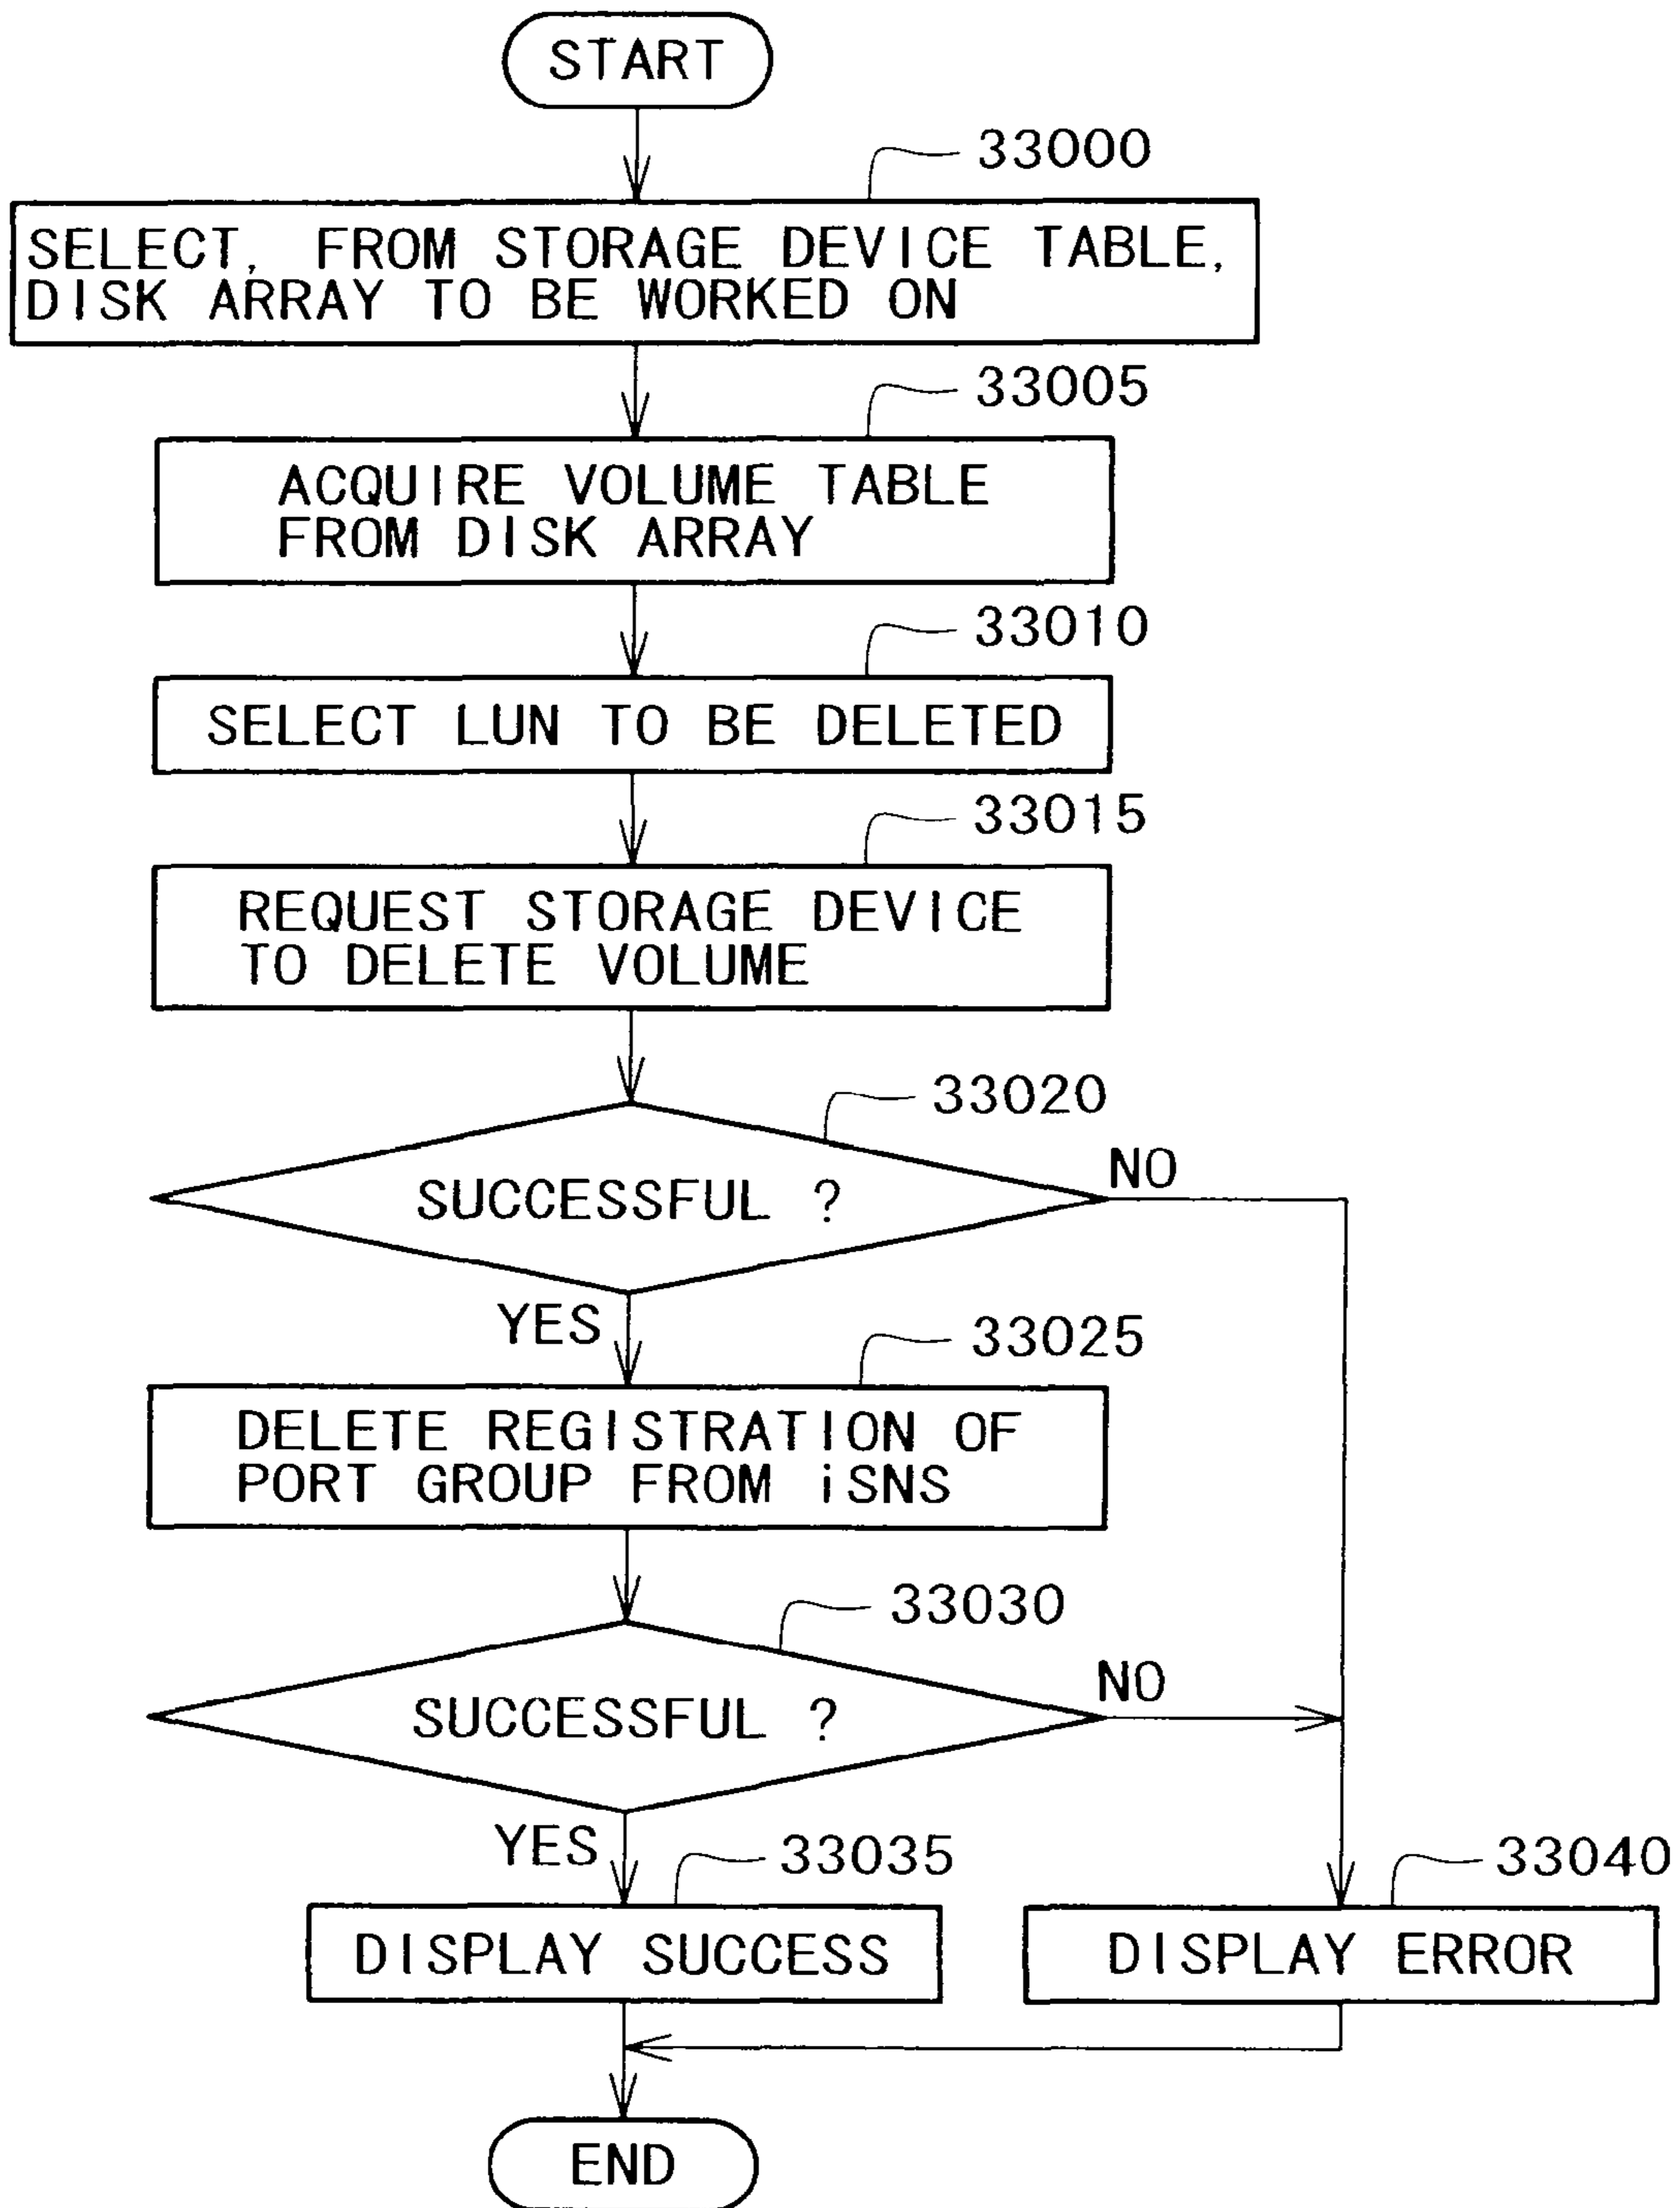 START
33000
SELECT, FROM STORAGE DEVICE TABLE,
DISK ARRAY TO BE WORKED ON
33005
ACQUIRE VOLUME TABLE
FROM DISK ARRAY
33010
SELECT LUN TO BE DELETED
33015
REQUEST STORAGE DEVICE
TO DELETE VOLUME
33020
SUCCESSFUL ?
NO
YES
33025
DELETE REGISTRATION OF
PORT GROUP FROM iSNS
33030
SUCCESSFUL ?
NO
YES
33035
DISPLAY SUCCESS
33040
DISPLAY ERROR
END